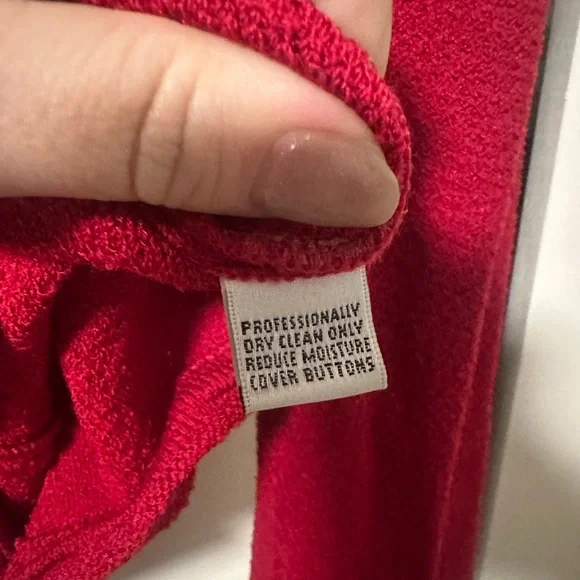 PROFESSIONALLY
DRY CLEAN ONLY
REDUCE MOISTURE
COVER BUTTONS